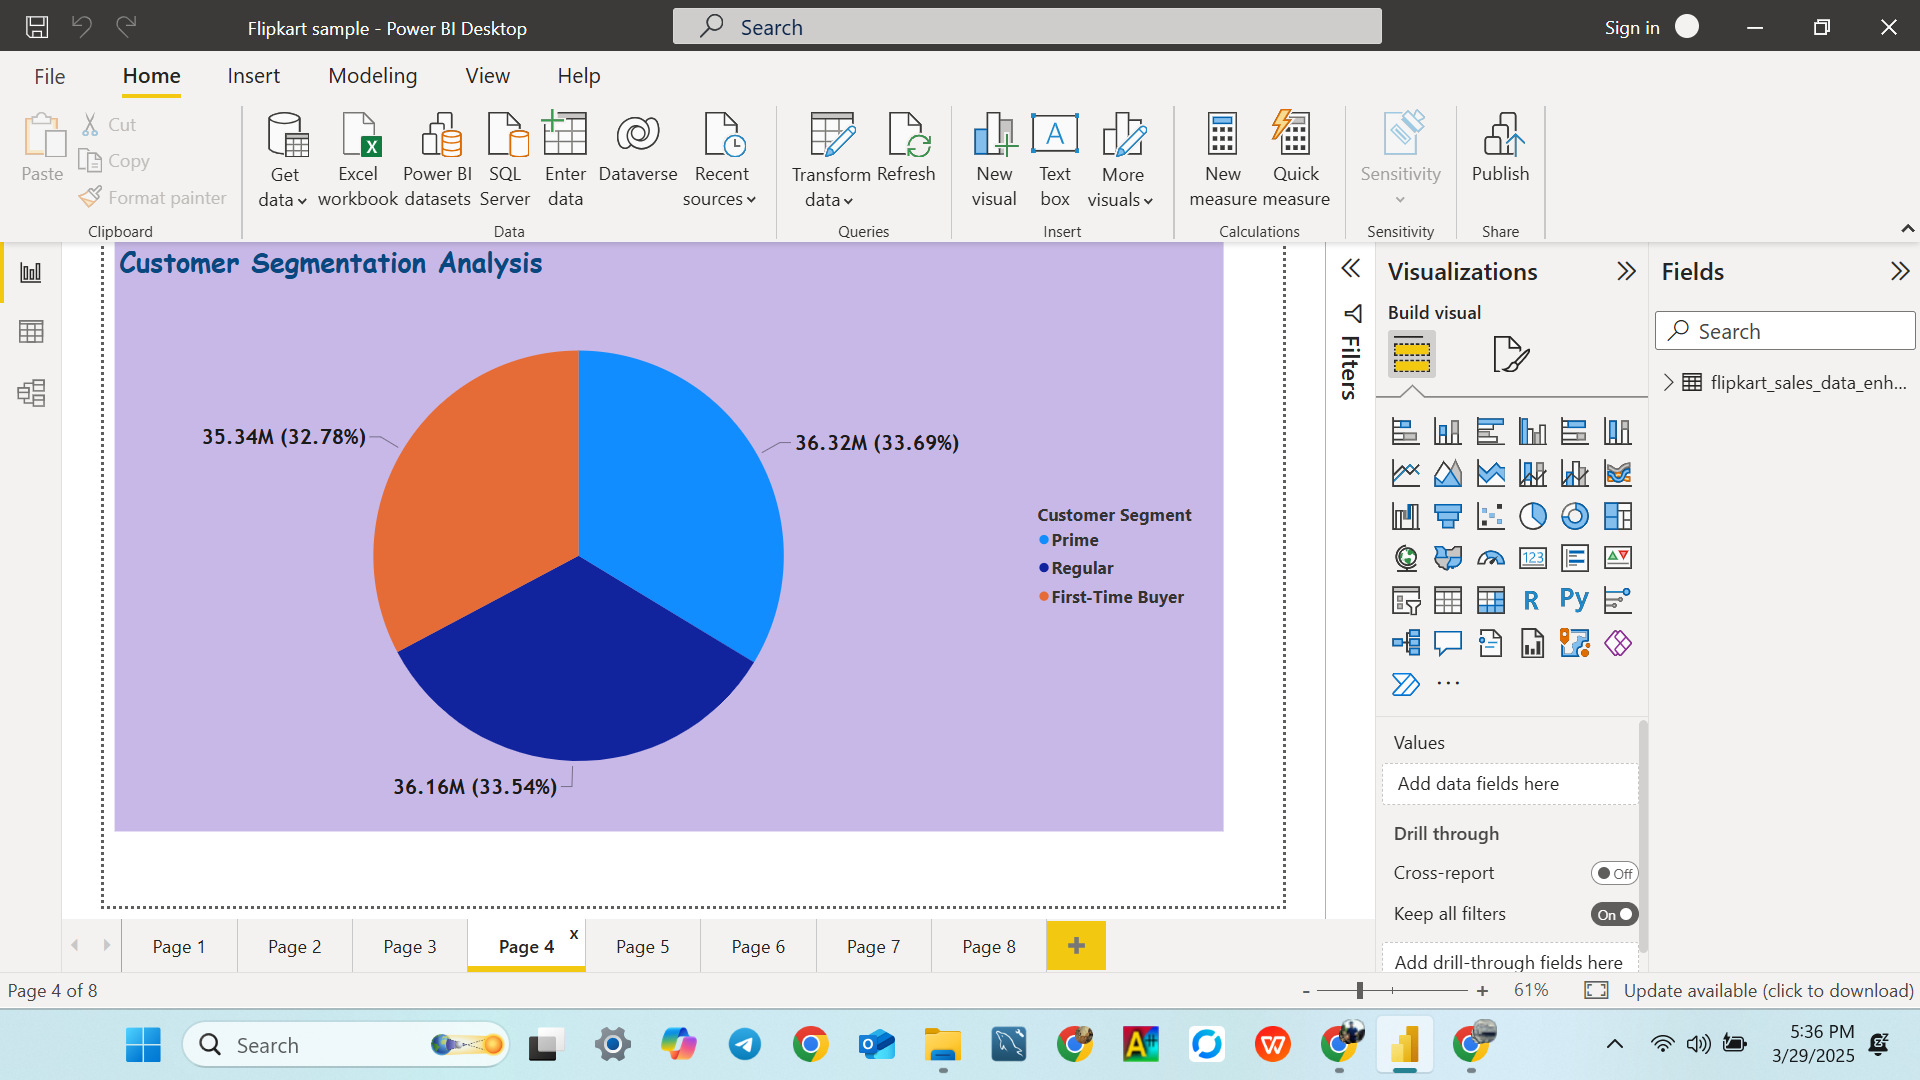 Flipkart sample - Power BI Desktop
Search
Sign in
File
Home
Insert
Modeling
View
Help
Paste
Cut
Copy
Format painter
Clipboard
Get data
Excel workbook
Power BI datasets
SQL Server
Enter data
Dataverse
Recent sources
Data
Transform data
Refresh
Queries
New visual
A
Text box
More visuals
Insert
New measure
Quick measure
Calculations
Sensitivity
Sensitivity
Publish
Share
Customer Segmentation Analysis
35.34M (32.78%)
36.32M (33.69%)
36.16M (33.54%)
Customer Segment
Prime
Regular
First-Time Buyer
Filters
Visualizations
Build visual
123
R
Py
...
Values
Add data fields here
Drill through
Cross-report
Off
Keep all filters
On
Add drill-through fields here
Fields
Search
flipkart_sales_data_enh...
Page 1
Page 2
Page 3
Page 4
x
Page 5
Page 6
Page 7
Page 8
+
Page 4 of 8
-
+
61%
Update available (click to download)
Search
5:36 PM
3/29/2025